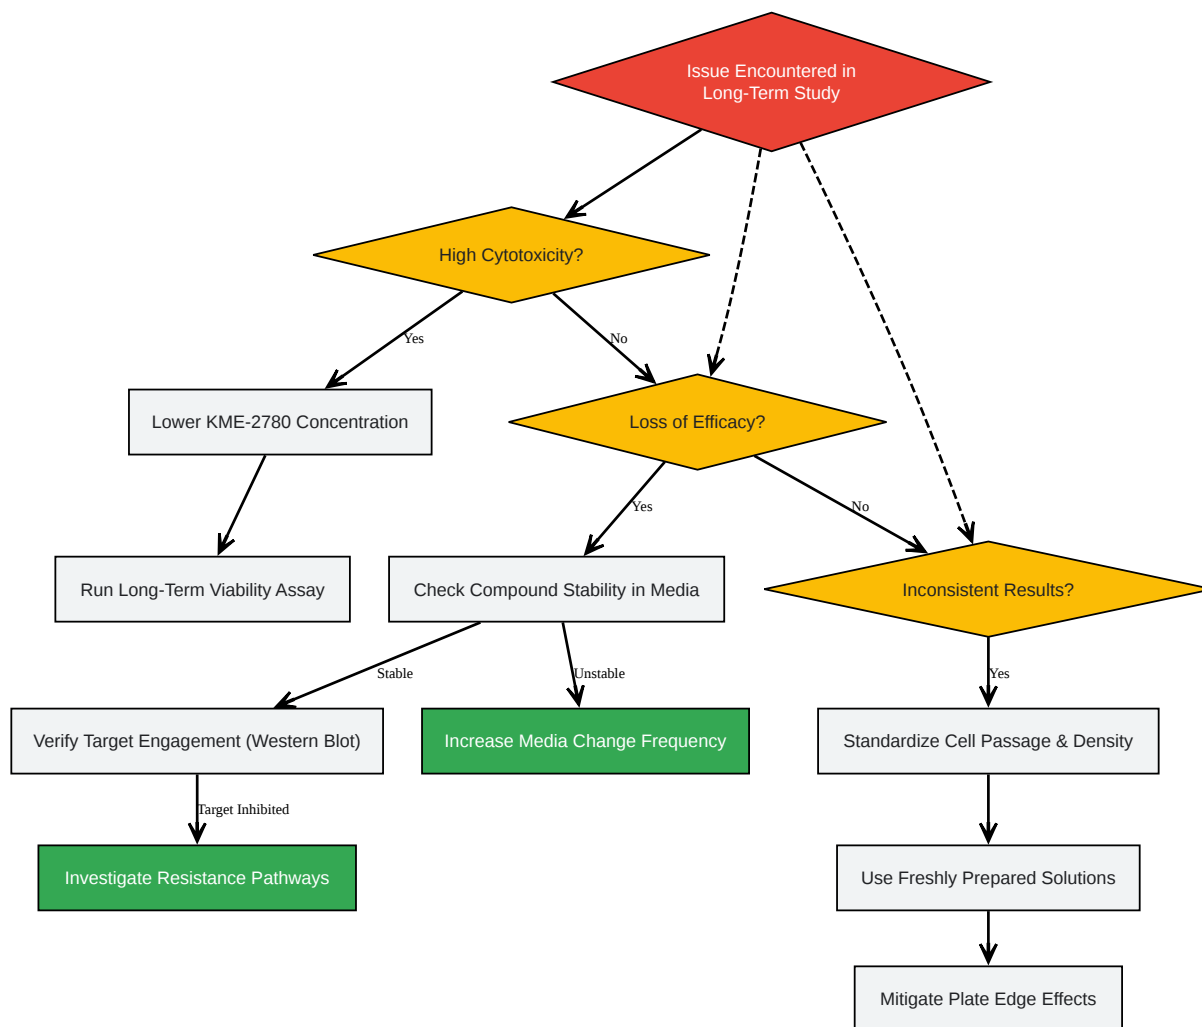 Issue Encountered in
Long-Term Study
High Cytotoxicity?
Yes
No
Lower KME-2780 Concentration
Loss of Efficacy?
Yes
No
Run Long-Term Viability Assay
Check Compound Stability in Media
Inconsistent Results?
Stable
Unstable
Yes
Verify Target Engagement (Western Blot)
Increase Media Change Frequency
Standardize Cell Passage & Density
Target Inhibited
Investigate Resistance Pathways
Use Freshly Prepared Solutions
Mitigate Plate Edge Effects